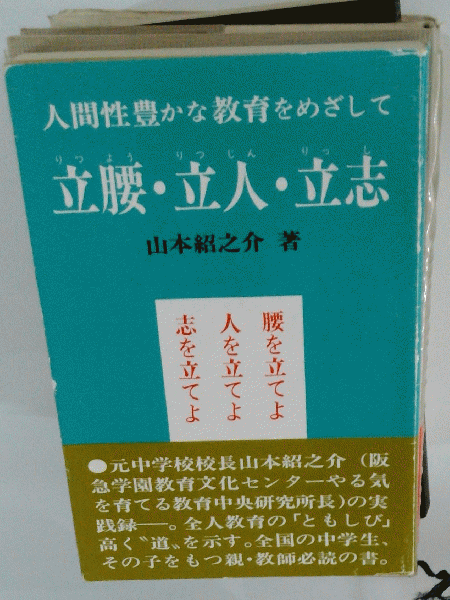 人間性豊かな教育をめざして
りつよう りつじん りっし
立腰・立人・立志
山本紹之介 著
腰を立てよ
人を立てよ
志を立てよ
●元中学校校長山本紹之介(阪
急学園教育文化センターやる気
を育てる教育中央研究所長)の実
践録──。全人教育の「ともしび」
高く〝道〟を示す。全国の中学生、
その子をもつ親・教師必読の書。